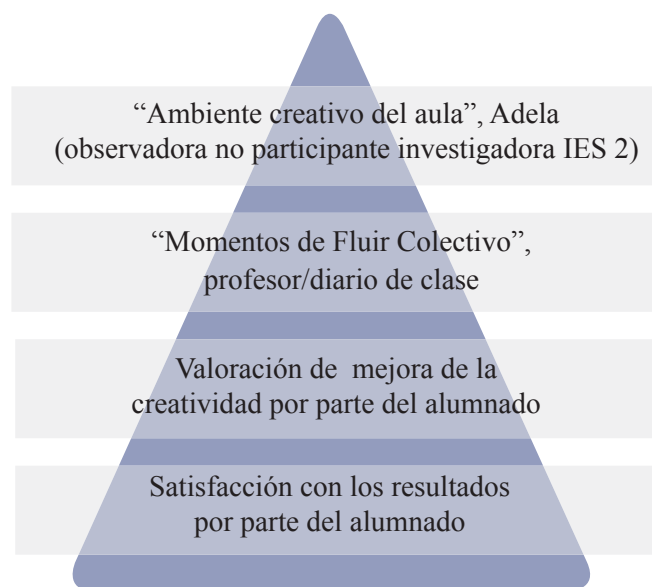 “Ambiente creativo del aula”, Adela
(observadora no participante investigadora IES 2)
“Momentos de Fluir Colectivo”,
profesor/diario de clase
Valoración de mejora de la
creatividad por parte del alumnado
Satisfacción con los resultados
por parte del alumnado